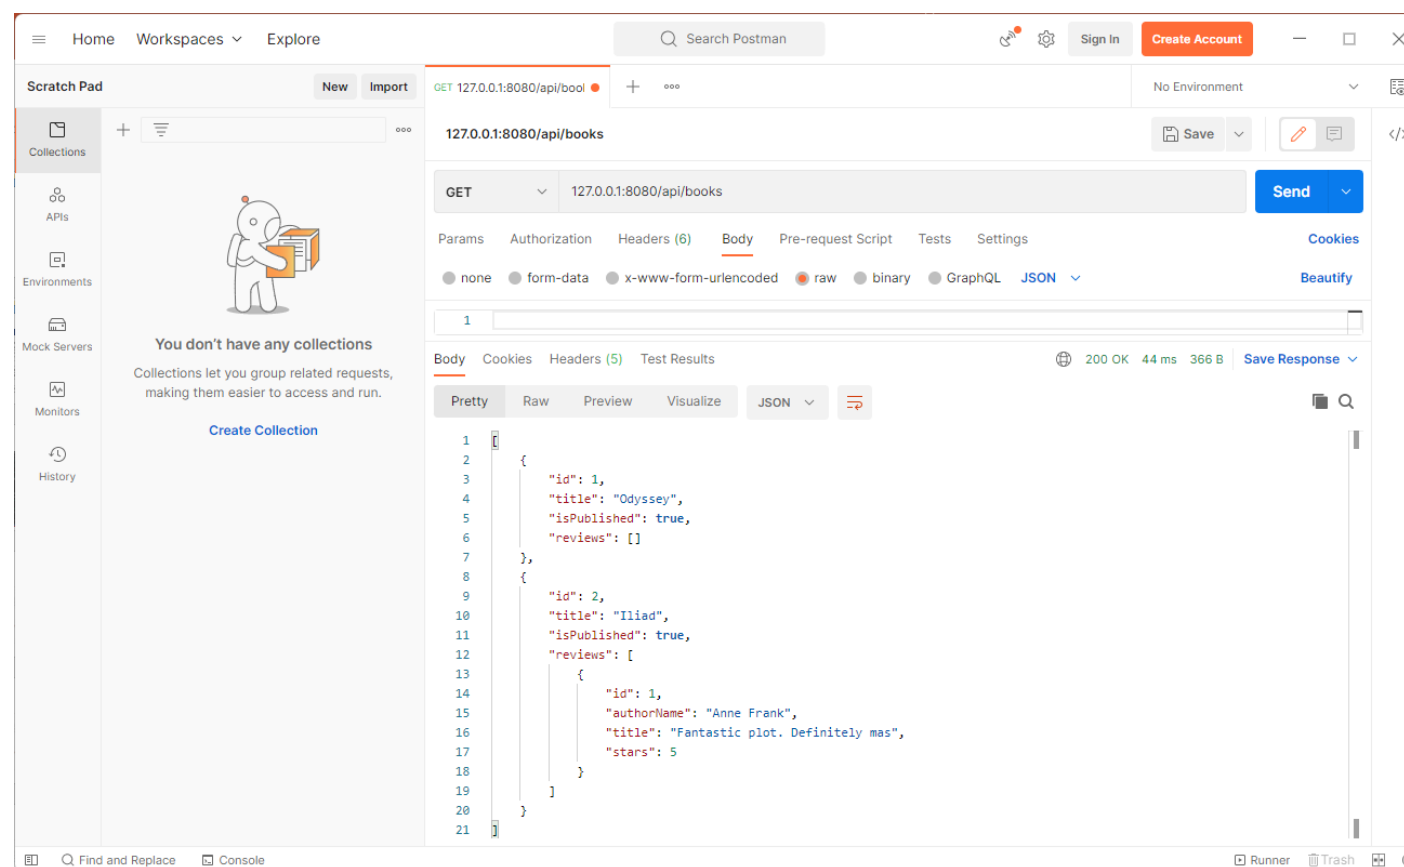 Home Workspaces Explore Search Postman Sign In Create Account
Scratch Pad New Import GET 127.0.0.1:8080/api/bool No Environment
Collections
APIs
Environments
Mock Servers
Monitors
History
You don't have any collections
Collections let you group related requests,
making them easier to access and run.
Create Collection
127.0.0.1:8080/api/books Save
GET 127.0.0.1:8080/api/books Send
Params Authorization Headers (6) Body Pre-request Script Tests Settings Cookies
none form-data x-www-form-urlencoded raw binary GraphQL JSON Beautify
1
Body Cookies Headers (5) Test Results 200 OK 44 ms 366 B Save Response
Pretty Raw Preview Visualize JSON
1 [
2 {
3 "id": 1,
4 "title": "Odyssey",
5 "isPublished": true,
6 "reviews": []
7 },
8 {
9 "id": 2,
10 "title": "Iliad",
11 "isPublished": true,
12 "reviews": [
13 {
14 "id": 1,
15 "authorName": "Anne Frank",
16 "title": "Fantastic plot. Definitely mas",
17 "stars": 5
18 }
19 ]
20 }
21 ]
Find and Replace Console Runner Trash